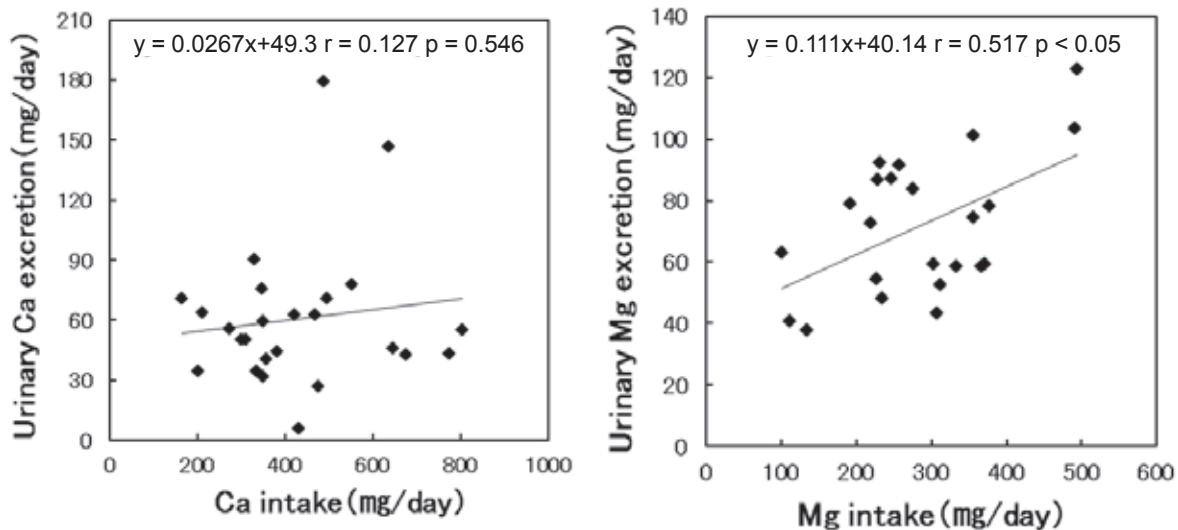 y = 0.0267x+49.3 r = 0.127 p = 0.546
210
180
150
120
90
60
30
0
Urinary Ca excretion(mg/day)
0 200 400 600 800 1000
Ca intake(mg/day)
y = 0.111x+40.14 r = 0.517 p < 0.05
140
120
100
80
60
40
20
0
Urinary Mg excretion(mg/day)
0 100 200 300 400 500 600
Mg intake(mg/day)